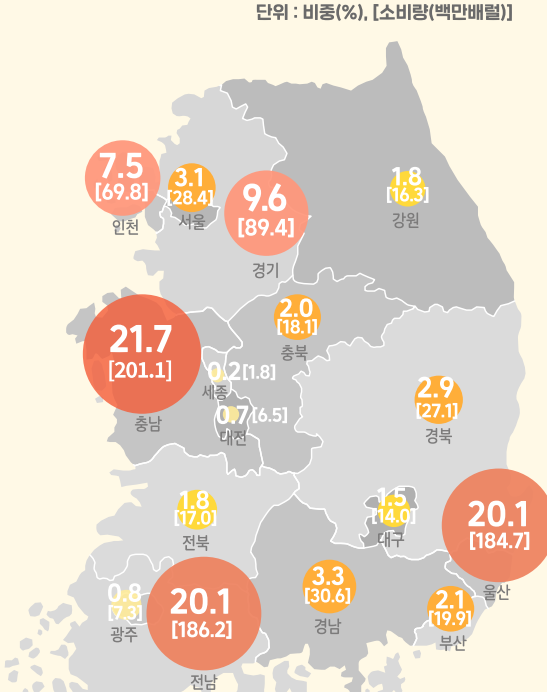 단위 : 비중(%), [소비량(백만배럴)]
7.5
[69.8]
인천
3.1
[28.4]
서울
9.6
[89.4]
경기
1.8
[16.3]
강원
21.7
[201.1]
충남
2.0
[18.1]
충북
0.2[1.8]
세종
0.7[6.5]
대전
2.9
[27.1]
경북
1.8
[17.0]
전북
1.5
[14.0]
대구
20.1
[184.7]
울산
0.8
[7.3]
광주
20.1
[186.2]
전남
3.3
[30.6]
경남
2.1
[19.9]
부산